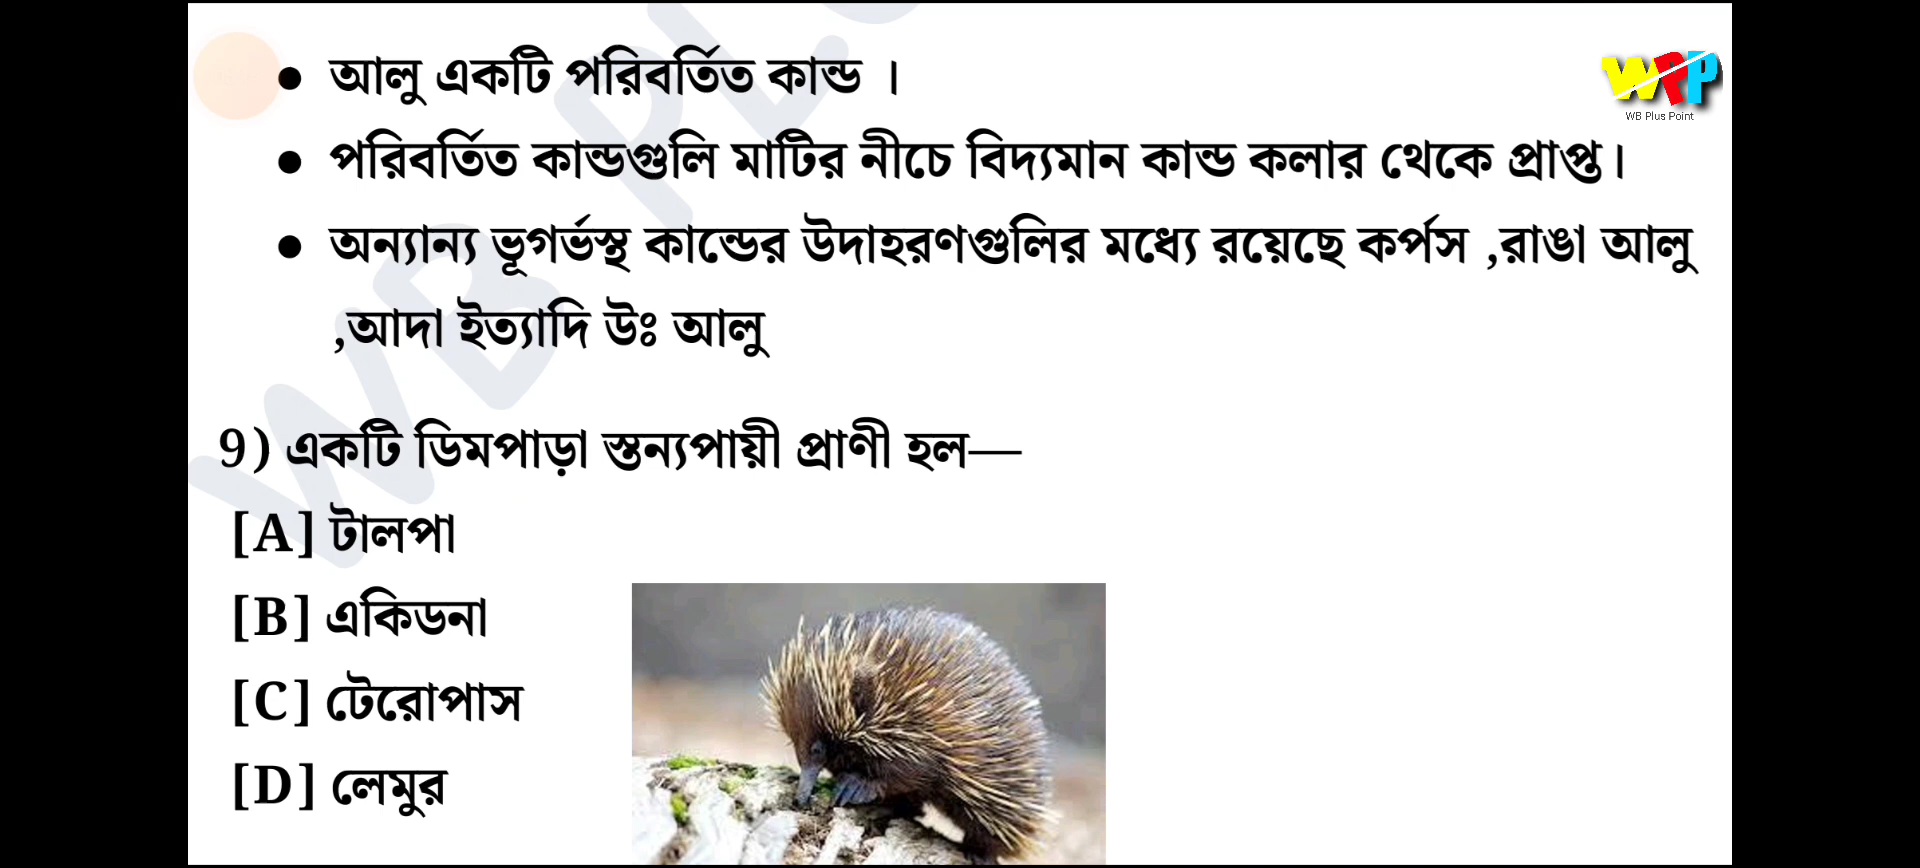 • আলু একটি পরিবর্তিত কান্ড ।
WRP
WB Plus Point
• পরিবর্তিত কান্ডগুলি মাটির নীচে বিদ্যমান কান্ড কলার থেকে প্রাপ্ত।
• অন্যান্য ভূগর্ভস্থ কান্ডের উদাহরণগুলির মধ্যে রয়েছে কর্পস ,রাঙা আলু
,আদা ইত্যাদি উঃ আলু
9) একটি ডিমপাড়া স্তন্যপায়ী প্রাণী হল—
[A] টালপা
[B] একিডনা
[C] টেরোপাস
[D] লেমুর